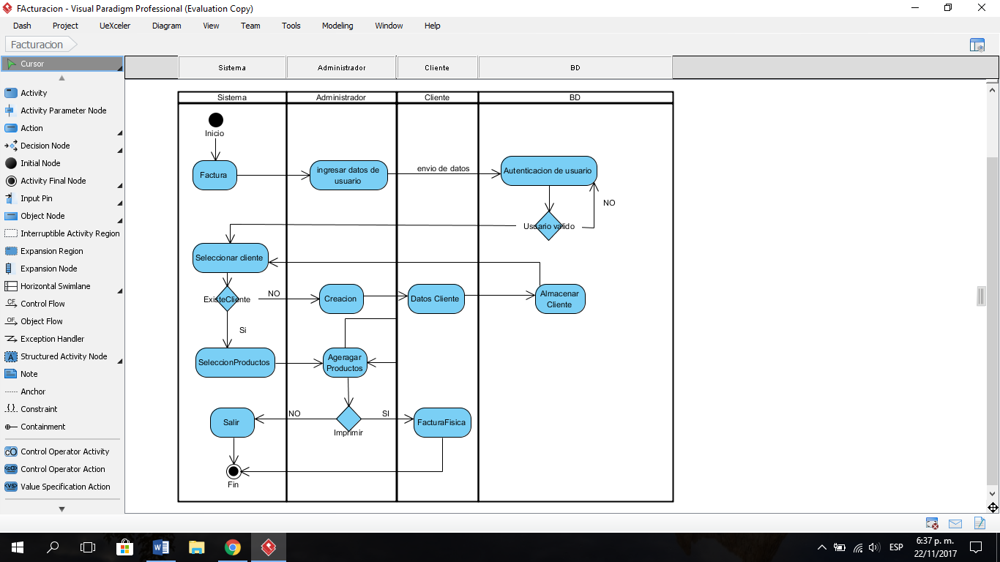 FActuracion - Visual Paradigm Professional (Evaluation Copy)
Dash Project UeXceler Diagram View Team Tools Modeling Window Help
Facturacion
Cursor
Activity
Activity Parameter Node
Action
Decision Node
Initial Node
Activity Final Node
Input Pin
Object Node
Interruptible Activity Region
Expansion Region
Expansion Node
Horizontal Swimlane
CF Control Flow
OF Object Flow
Exception Handler
A Structured Activity Node
Note
Anchor
{} Constraint
Containment
cO Control Operator Activity
«cO» Control Operator Action
«VS» Value Specification Action
Sistema Administrador Cliente BD
Sistema Administrador Cliente BD
Inicio
Factura
ingresar datos de
usuario
envio de datos
Autenticacion de usuario
NO
Usuario valido
Seleccionar cliente
ExisteCliente
NO
Creacion
Datos Cliente
Almacenar
Cliente
Si
SeleccionProductos
Ageragar
Productos
NO
SI
Salir
Imprimir
FacturaFisica
Fin
ESP
6:37 p. m.
22/11/2017